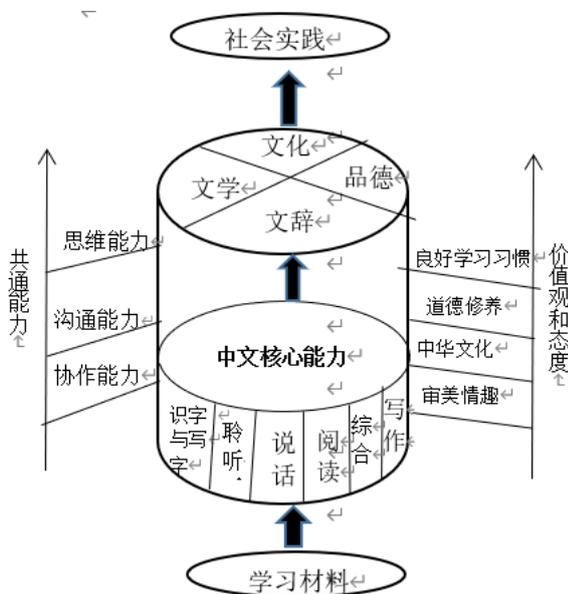 社会实践
文化
文学
品德
文辞
共通能力
思维能力
沟通能力
协作能力
良好学习习惯
道德修养
中华文化
审美情趣
价值观和态度
中文核心能力
识字
与写
字
聆
听
说
话
阅
读
综
合
写
作
学习材料